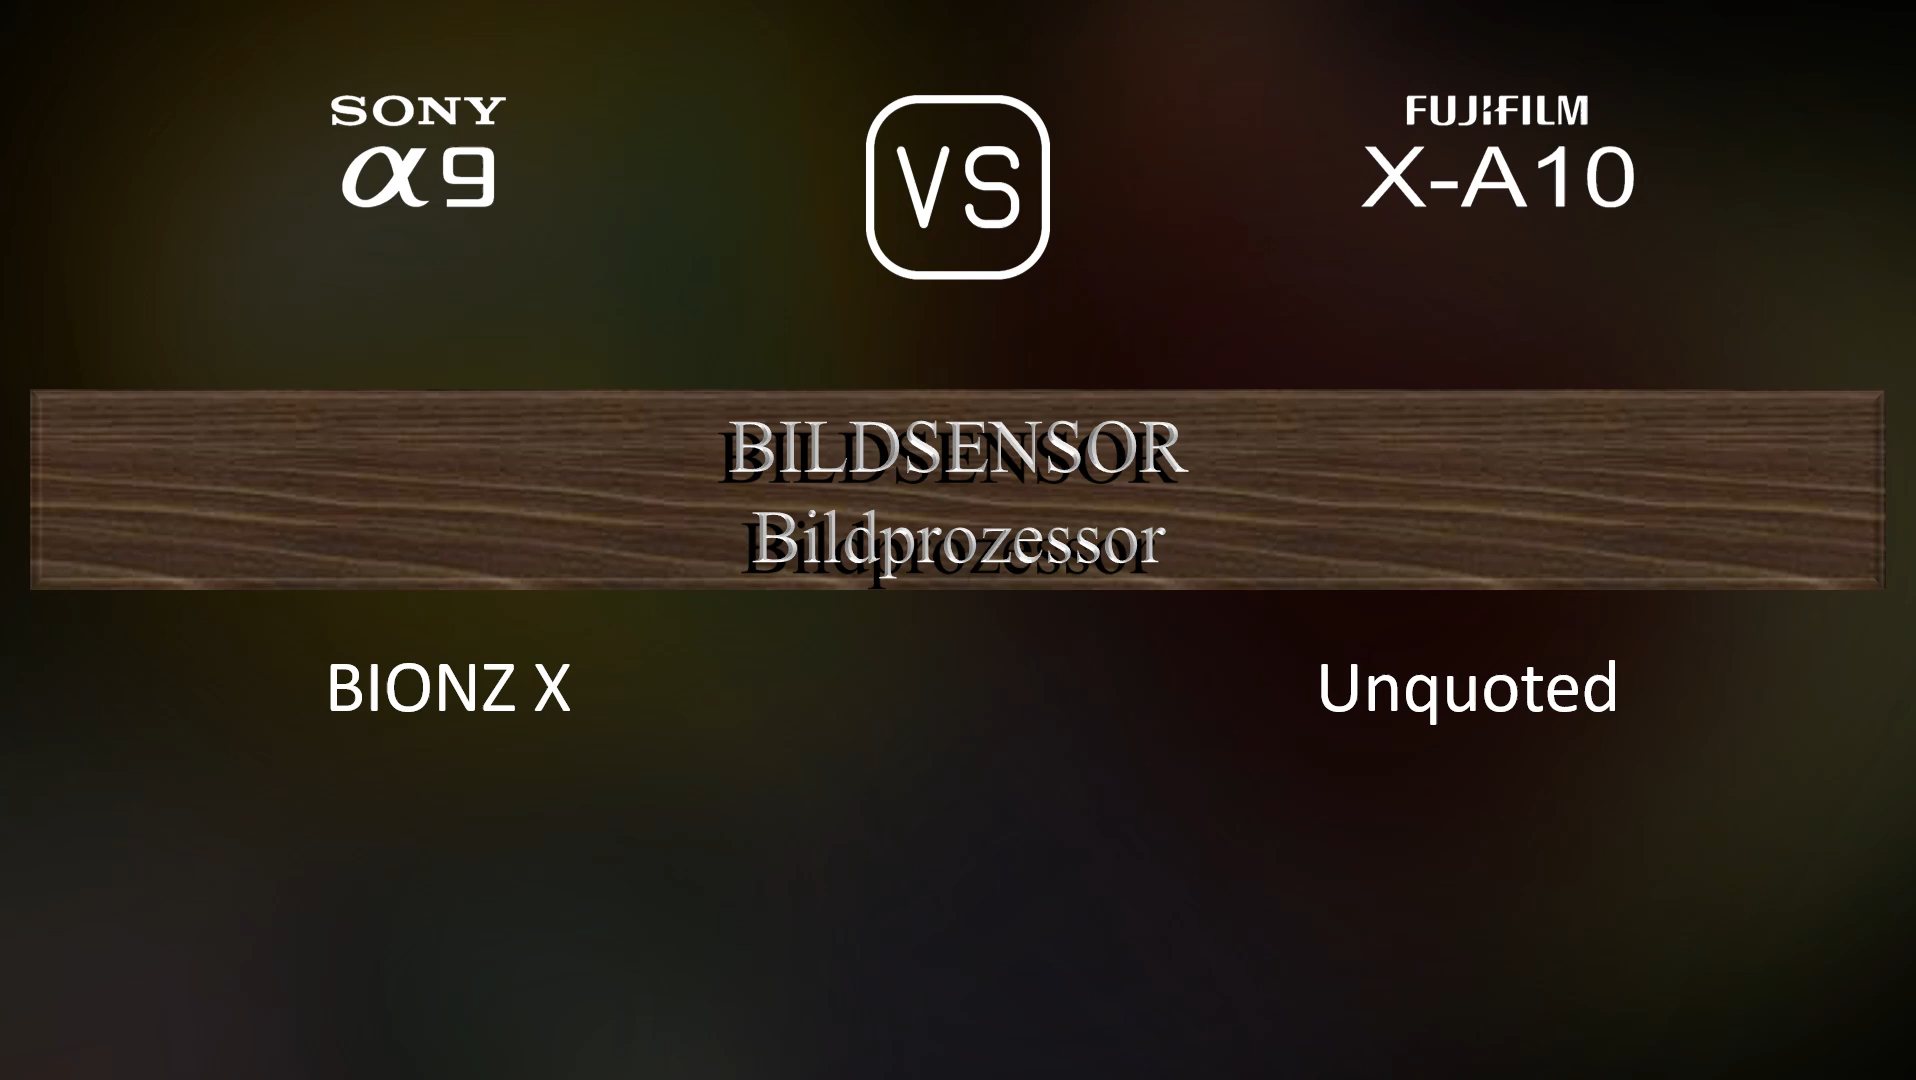 SONY
α9
VS
FUJIFILM
X-A10
BILDSENSOR
Bildprozessor
BIONZ X
Unquoted